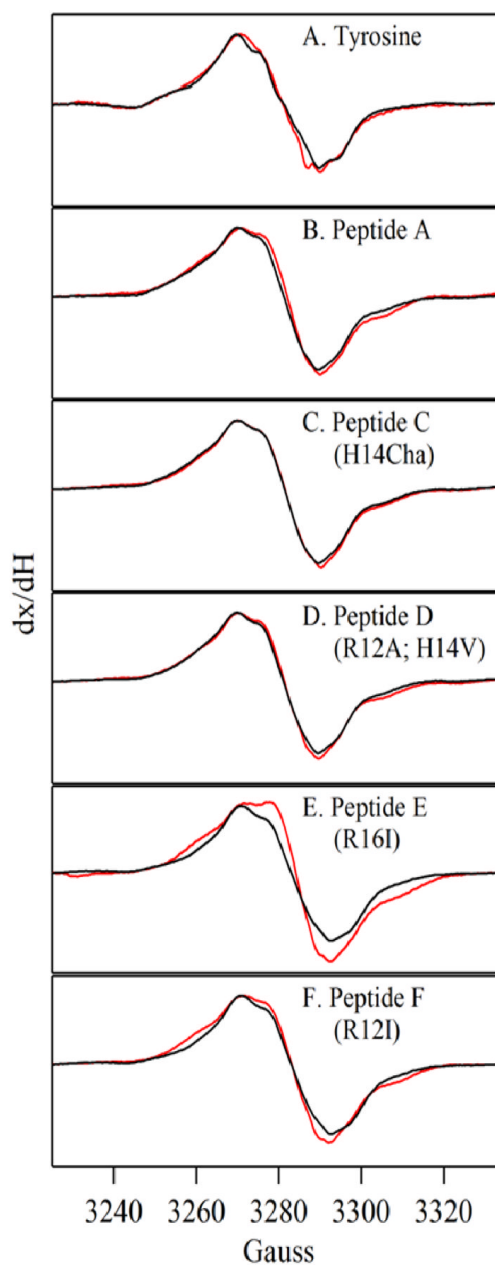 A. Tyrosine
B. Peptide A
C. Peptide C
(H14Cha)
D. Peptide D
(R12A; H14V)
E. Peptide E
(R16I)
F. Peptide F
(R12I)
dx/dH
3240 3260 3280 3300 3320
Gauss